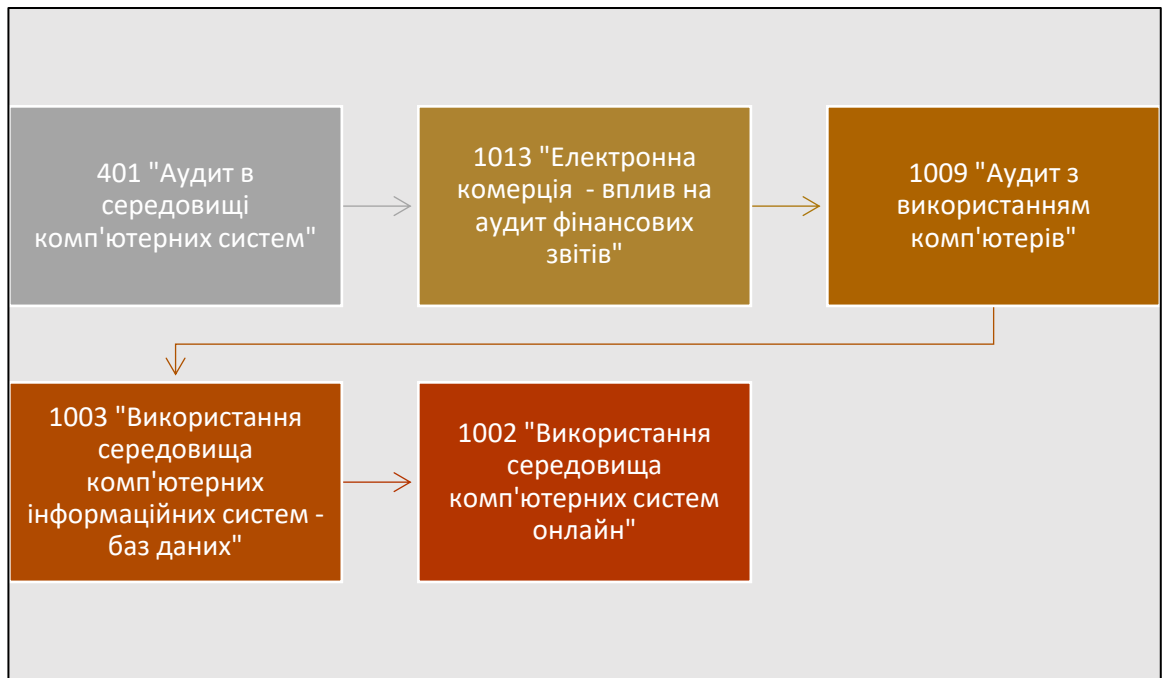 401 "Аудит в
середовищі
комп'ютерних систем"
1013 "Електронна
комерція - вплив на
аудит фінансових
звітів"
1009 "Аудит з
використанням
комп'ютерів"
1003 "Використання
середовища
комп'ютерних
інформаційних систем -
баз даних"
1002 "Використання
середовища
комп'ютерних систем
онлайн"